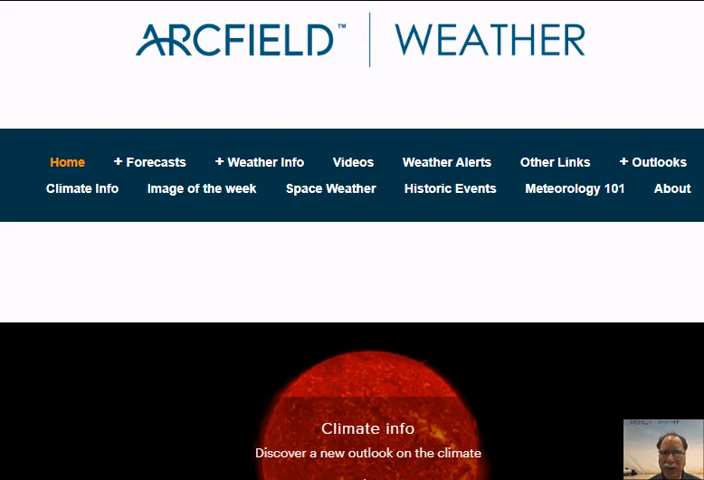 ARCFIELD™ | WEATHER
Home + Forecasts + Weather Info Videos Weather Alerts Other Links + Outlooks
Climate Info Image of the week Space Weather Historic Events Meteorology 101 About
Climate info
Discover a new outlook on the climate